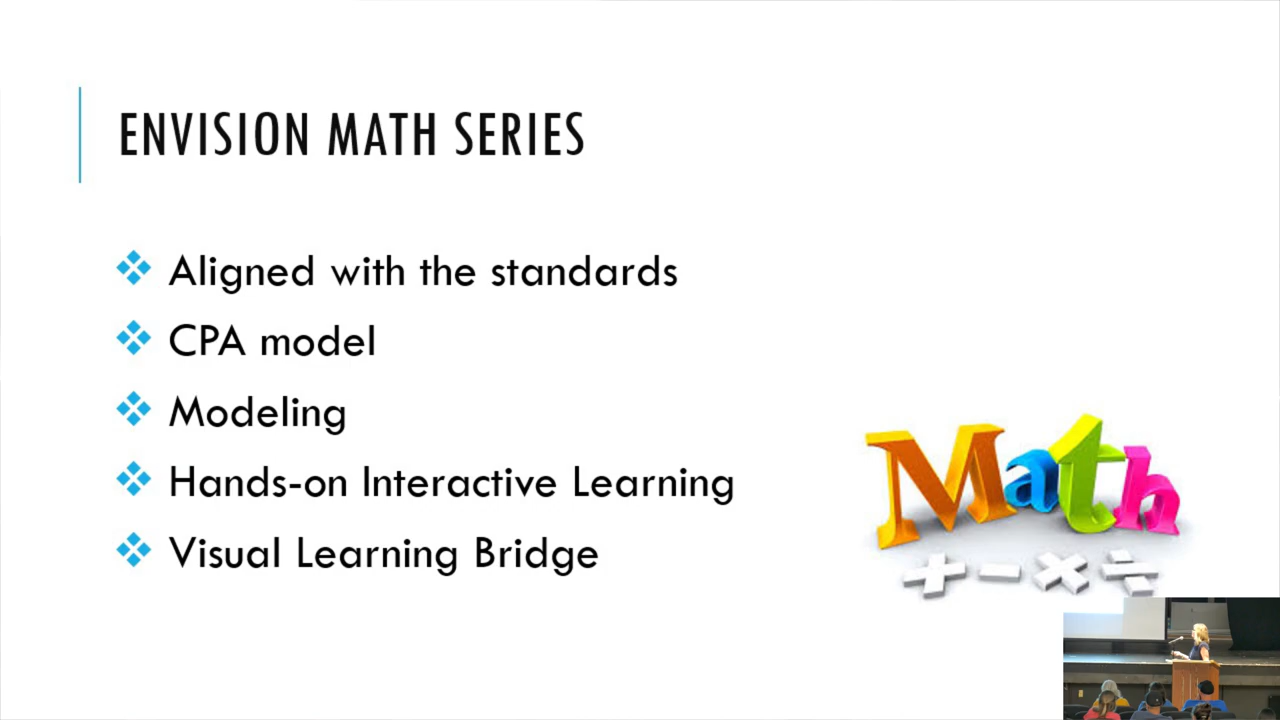 ENVISION MATH SERIES
Aligned with the standards
CPA model
Modeling
Hands-on Interactive Learning
Visual Learning Bridge
Math
+ − × ÷